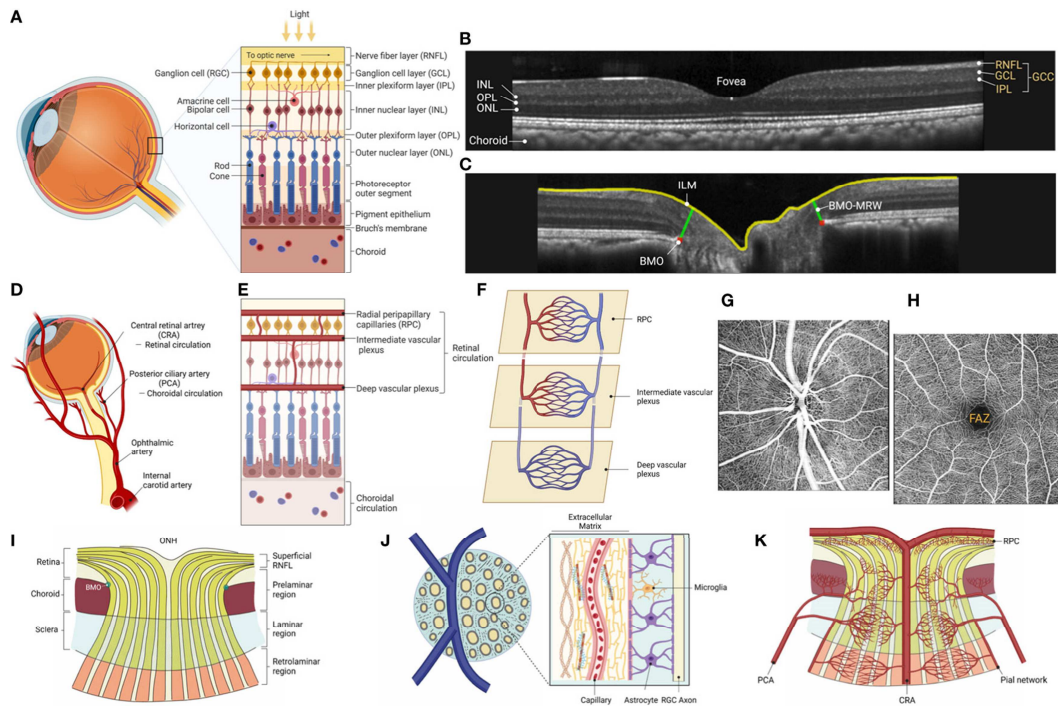 A
Light
To optic nerve
Ganglion cell (RGC)
Amacrine cell
Bipolar cell
Horizontal cell
Rod
Cone
Nerve fiber layer (RNFL)
Ganglion cell layer (GCL)
Inner plexiform layer (IPL)
Inner nuclear layer (INL)
Outer plexiform layer (OPL)
Outer nuclear layer (ONL)
Photoreceptor
outer segment
Pigment epithelium
Bruch's membrane
Choroid
B
Fovea
INL
OPL
ONL
Choroid
RNFL
GCL
IPL
GCC
C
ILM
BMO-MRW
BMO
D
Central retinal artrey
(CRA)
– Retinal circulation
Posterior ciliary artery
(PCA)
– Choroidal circulation
Ophthalmic
artery
Internal
carotid artery
E
Radial peripapillary
capillaries (RPC)
Intermediate vascular
plexus
Deep vascular plexus
Retinal
circulation
Choroidal
circulation
F
RPC
Intermediate vascular
plexus
Deep vascular
plexus
G
H
FAZ
I
ONH
Retina
Choroid
Sclera
BMO
Superficial
RNFL
Prelaminar
region
Laminar
region
Retrolaminar
region
J
Extracellular
Matrix
Microglia
Capillary
Astrocyte
RGC Axon
K
RPC
PCA
CRA
Pial network